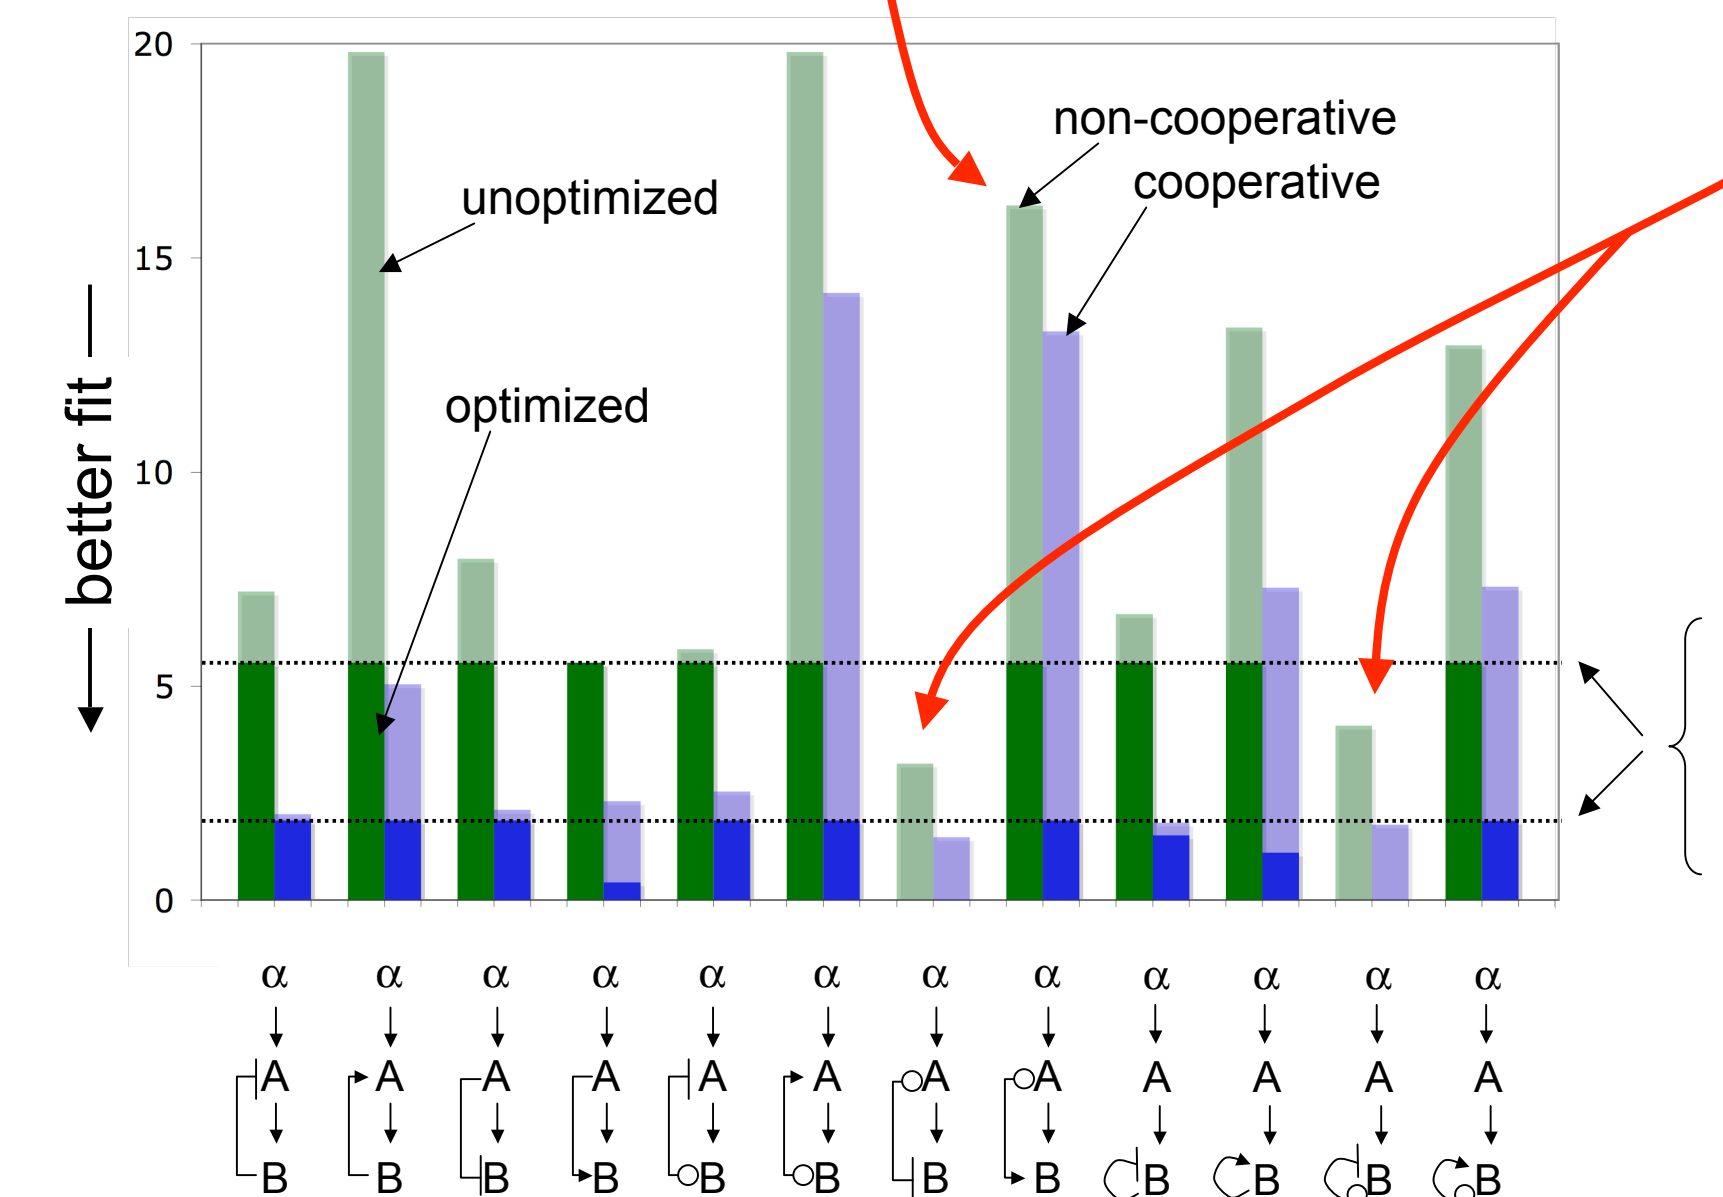 20
non-cooperative
cooperative
unoptimized
15
better fit
optimized
10
5
0
α α α α α α α α α α α α
A A A A A A A A A A A A
B B B B B B B B B B B B